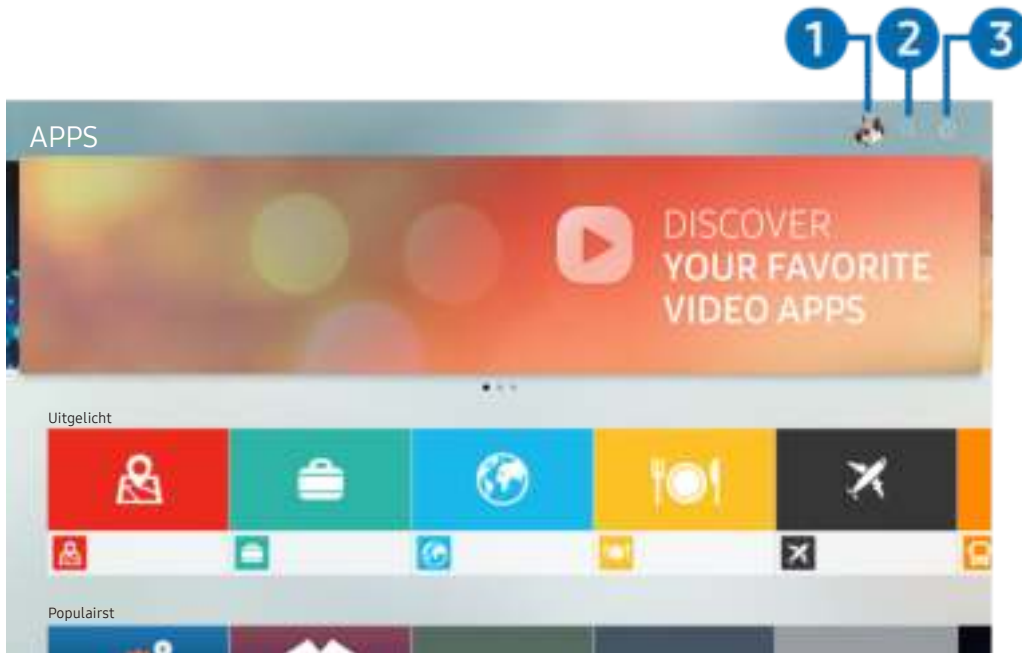 1 2 3
APPS
DISCOVER
YOUR FAVORITE
VIDEO APPS
Uitgelicht
Populairst